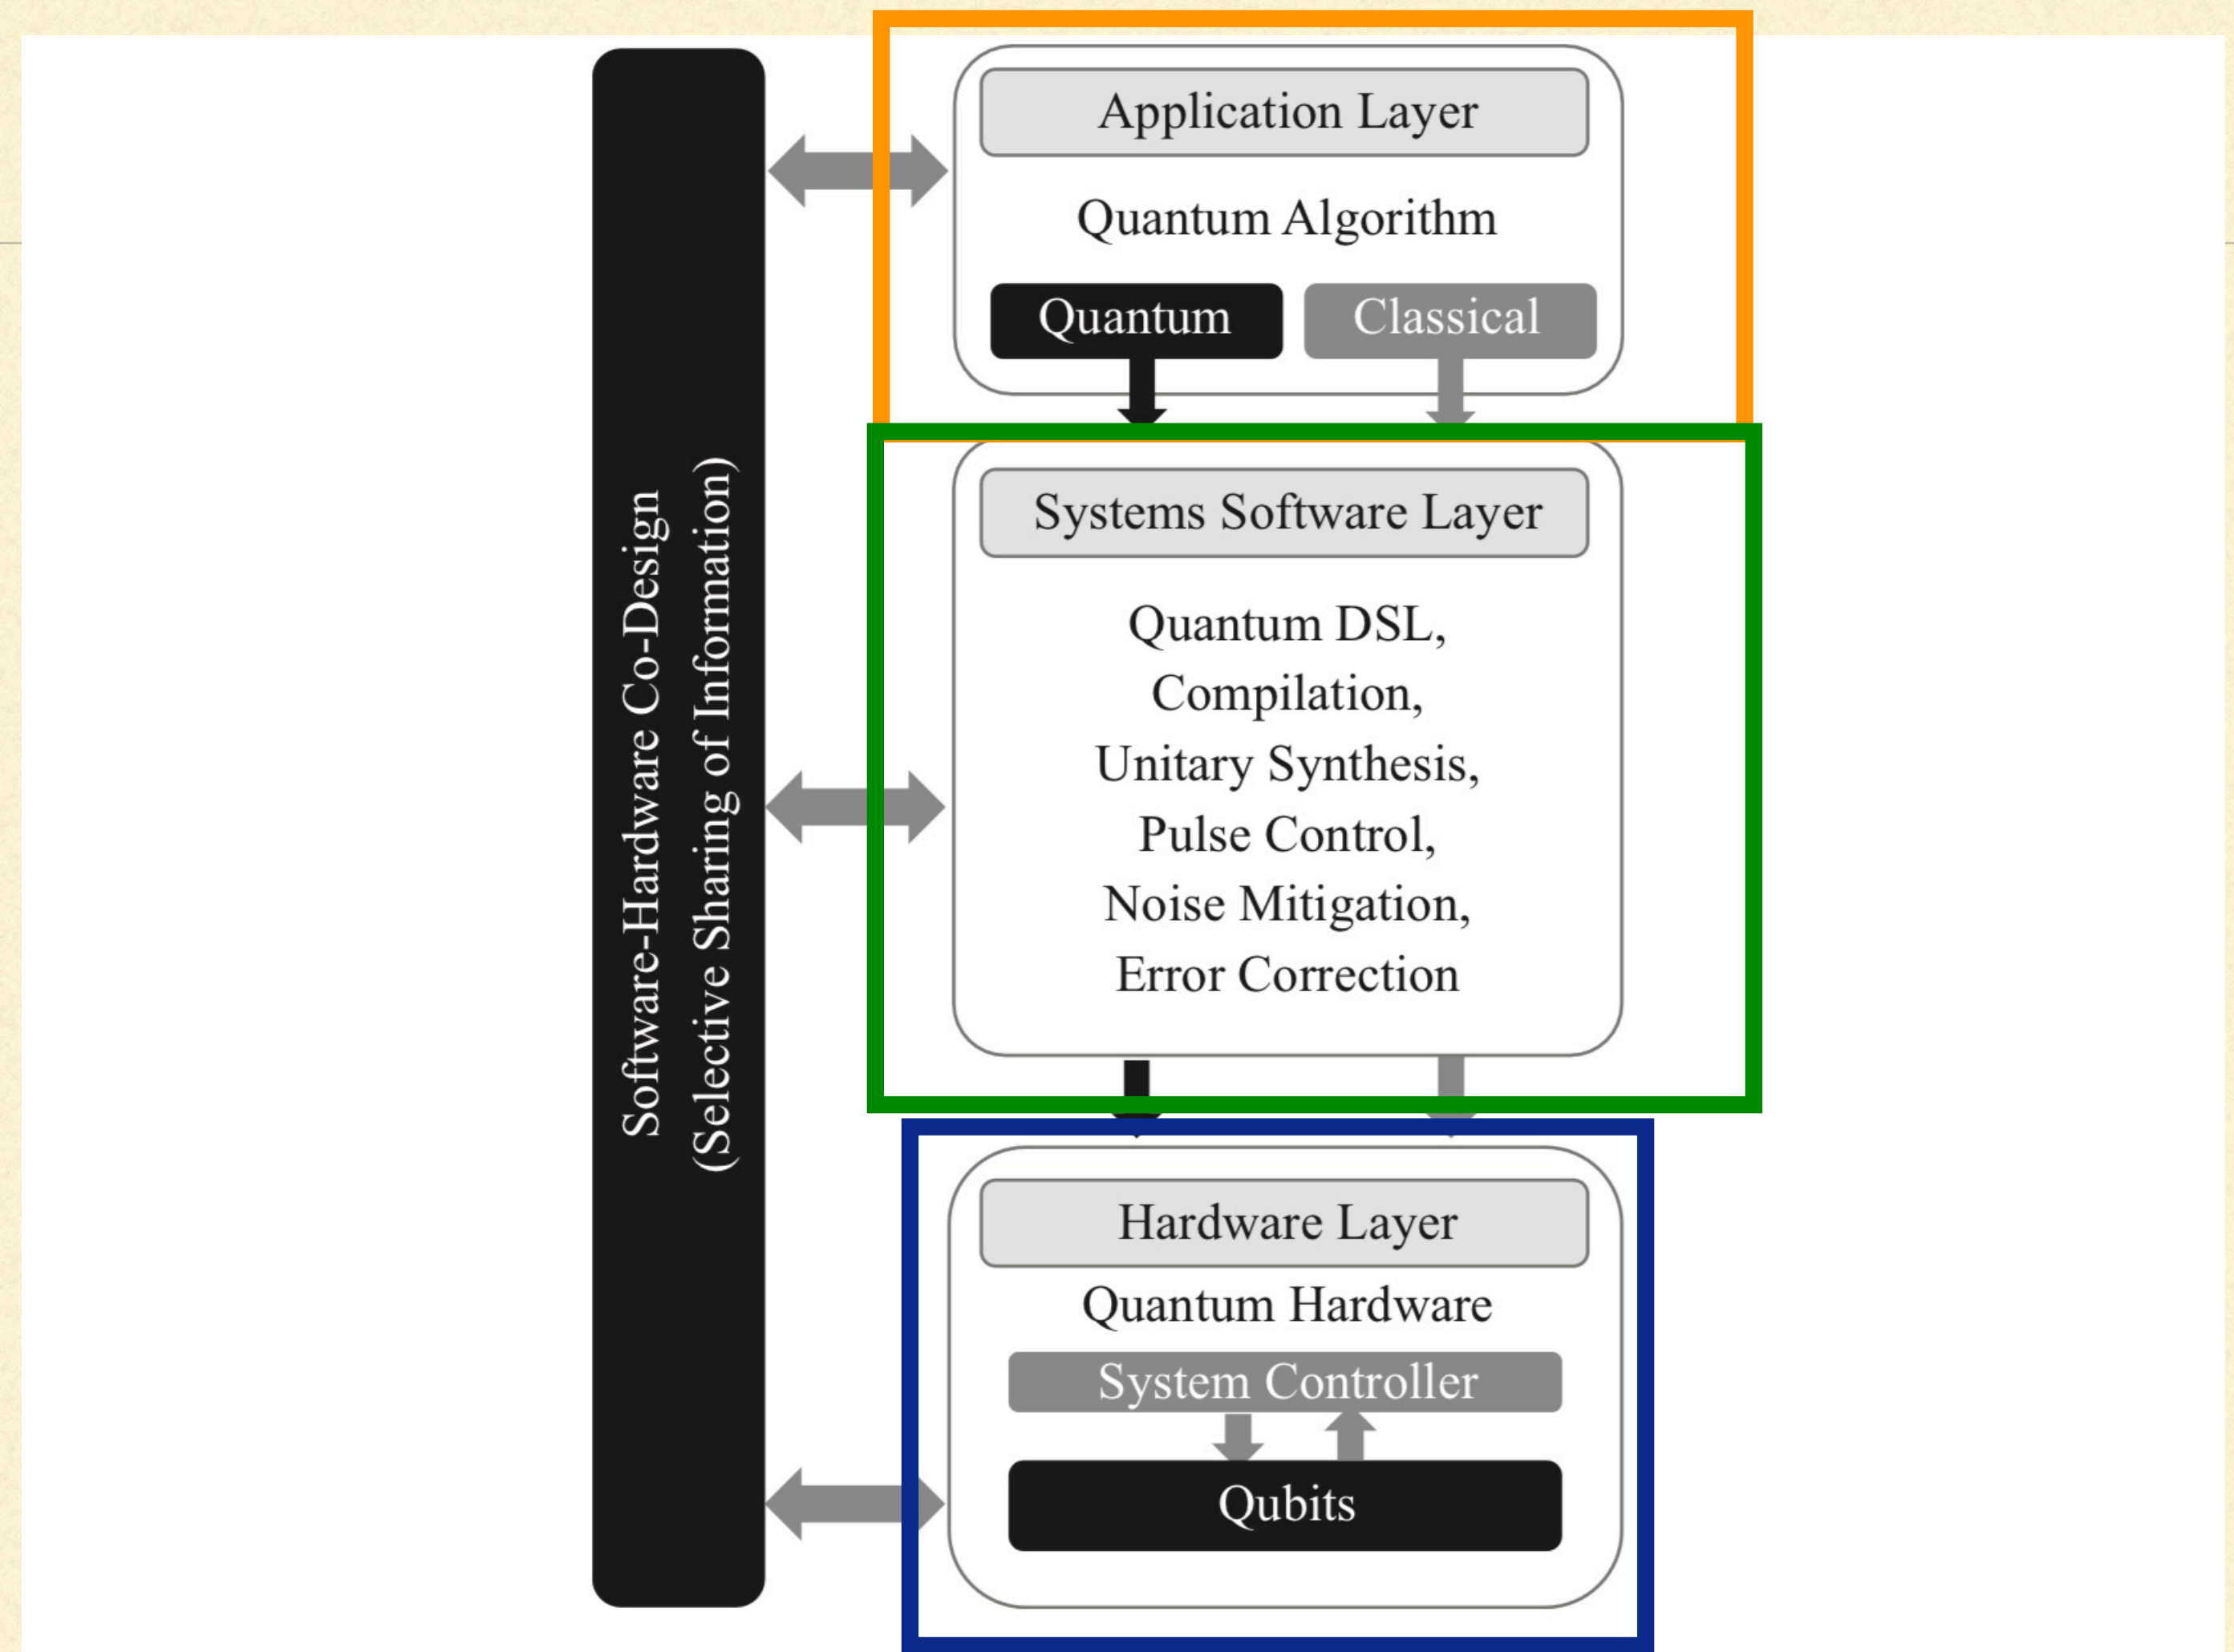 Software-Hardware Co-Design
(Selective Sharing of Information)
Application Layer
Quantum Algorithm
Quantum
Classical
Systems Software Layer
Quantum DSL,
Compilation,
Unitary Synthesis,
Pulse Control,
Noise Mitigation,
Error Correction
Hardware Layer
Quantum Hardware
System Controller
Qubits